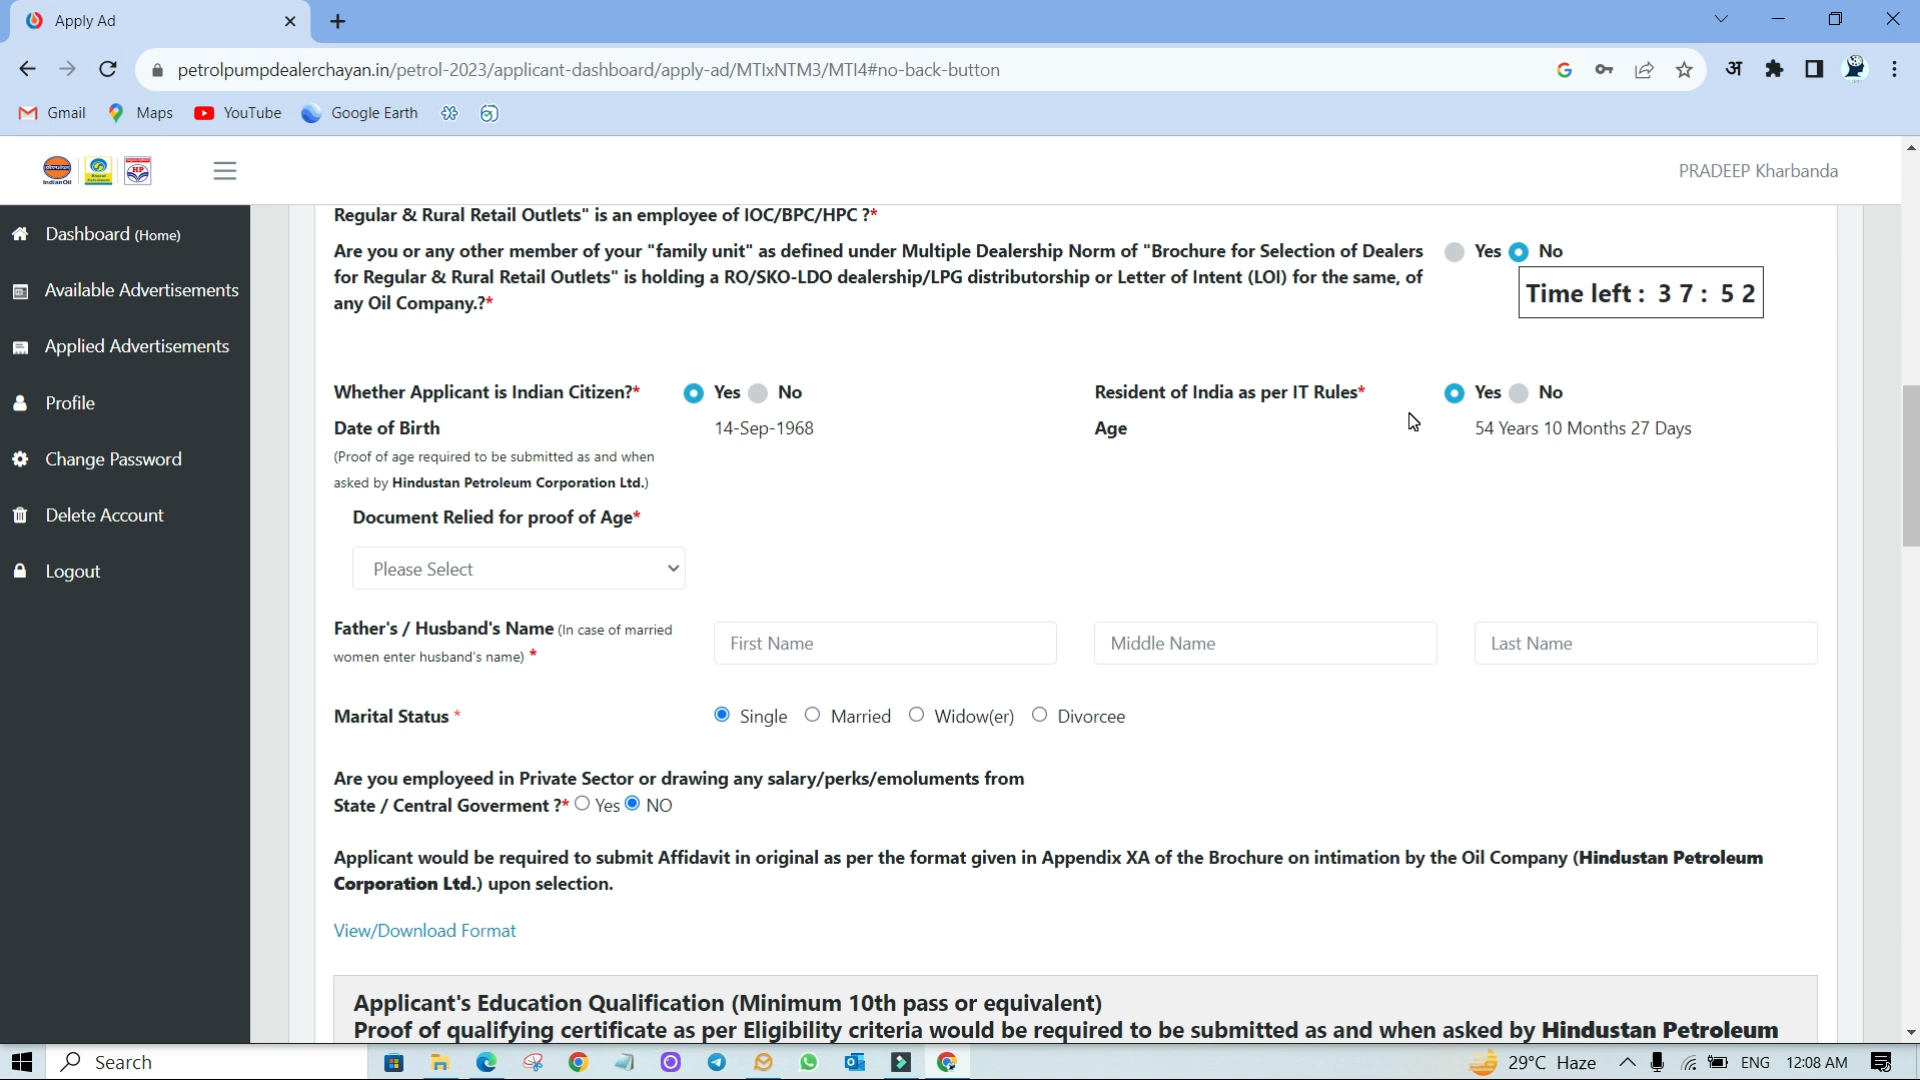 Apply Ad
petrolpumpdealerchayan.in/petrol-2023/applicant-dashboard/apply-ad/MTIxNTM3/MTI4#no-back-button
अ
Gmail
Maps
YouTube
Google Earth
IndianOil
HP
PRADEEP Kharbanda
Dashboard (Home)
Available Advertisements
Applied Advertisements
Profile
Change Password
Delete Account
Logout
Regular & Rural Retail Outlets" is an employee of IOC/BPC/HPC ?*
Are you or any other member of your "family unit" as defined under Multiple Dealership Norm of "Brochure for Selection of Dealers
for Regular & Rural Retail Outlets" is holding a RO/SKO-LDO dealership/LPG distributorship or Letter of Intent (LOI) for the same, of
any Oil Company.?*
Yes No
Time left : 3 7 : 5 2
Whether Applicant is Indian Citizen?* Yes No
Resident of India as per IT Rules* Yes No
Date of Birth 14-Sep-1968
Age 54 Years 10 Months 27 Days
(Proof of age required to be submitted as and when
asked by Hindustan Petroleum Corporation Ltd.)
Document Relied for proof of Age*
Please Select
Father's / Husband's Name (In case of married
women enter husband's name) *
First Name
Middle Name
Last Name
Marital Status * Single Married Widow(er) Divorcee
Are you employeed in Private Sector or drawing any salary/perks/emoluments from
State / Central Goverment ?* Yes NO
Applicant would be required to submit Affidavit in original as per the format given in Appendix XA of the Brochure on intimation by the Oil Company (Hindustan Petroleum
Corporation Ltd.) upon selection.
View/Download Format
Applicant's Education Qualification (Minimum 10th pass or equivalent)
Proof of qualifying certificate as per Eligibility criteria would be required to be submitted as and when asked by Hindustan Petroleum
Search
29°C Haze
ENG
12:08 AM